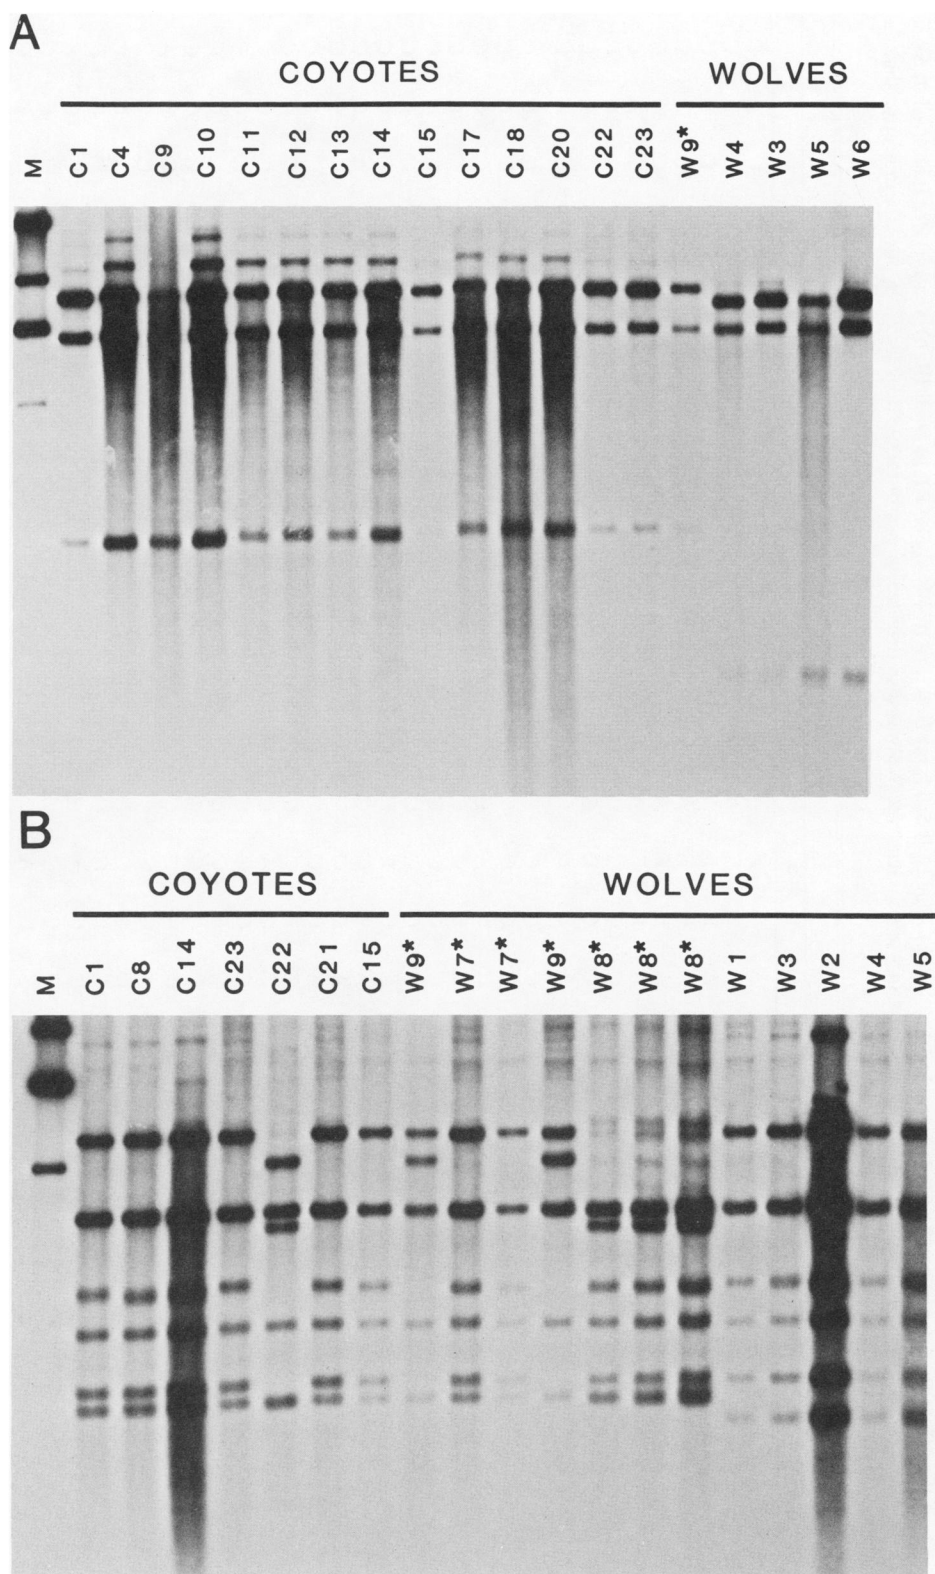 A
COYOTES WOLVES
M C1 C4 C9 C10 C11 C12 C13 C14 C15 C17 C18 C20 C22 C23 W9* W4 W3 W5 W6
B
COYOTES WOLVES
M C1 C8 C14 C23 C22 C21 C15 W9* W7* W7* W9* W8* W8* W8* W1 W3 W2 W4 W5